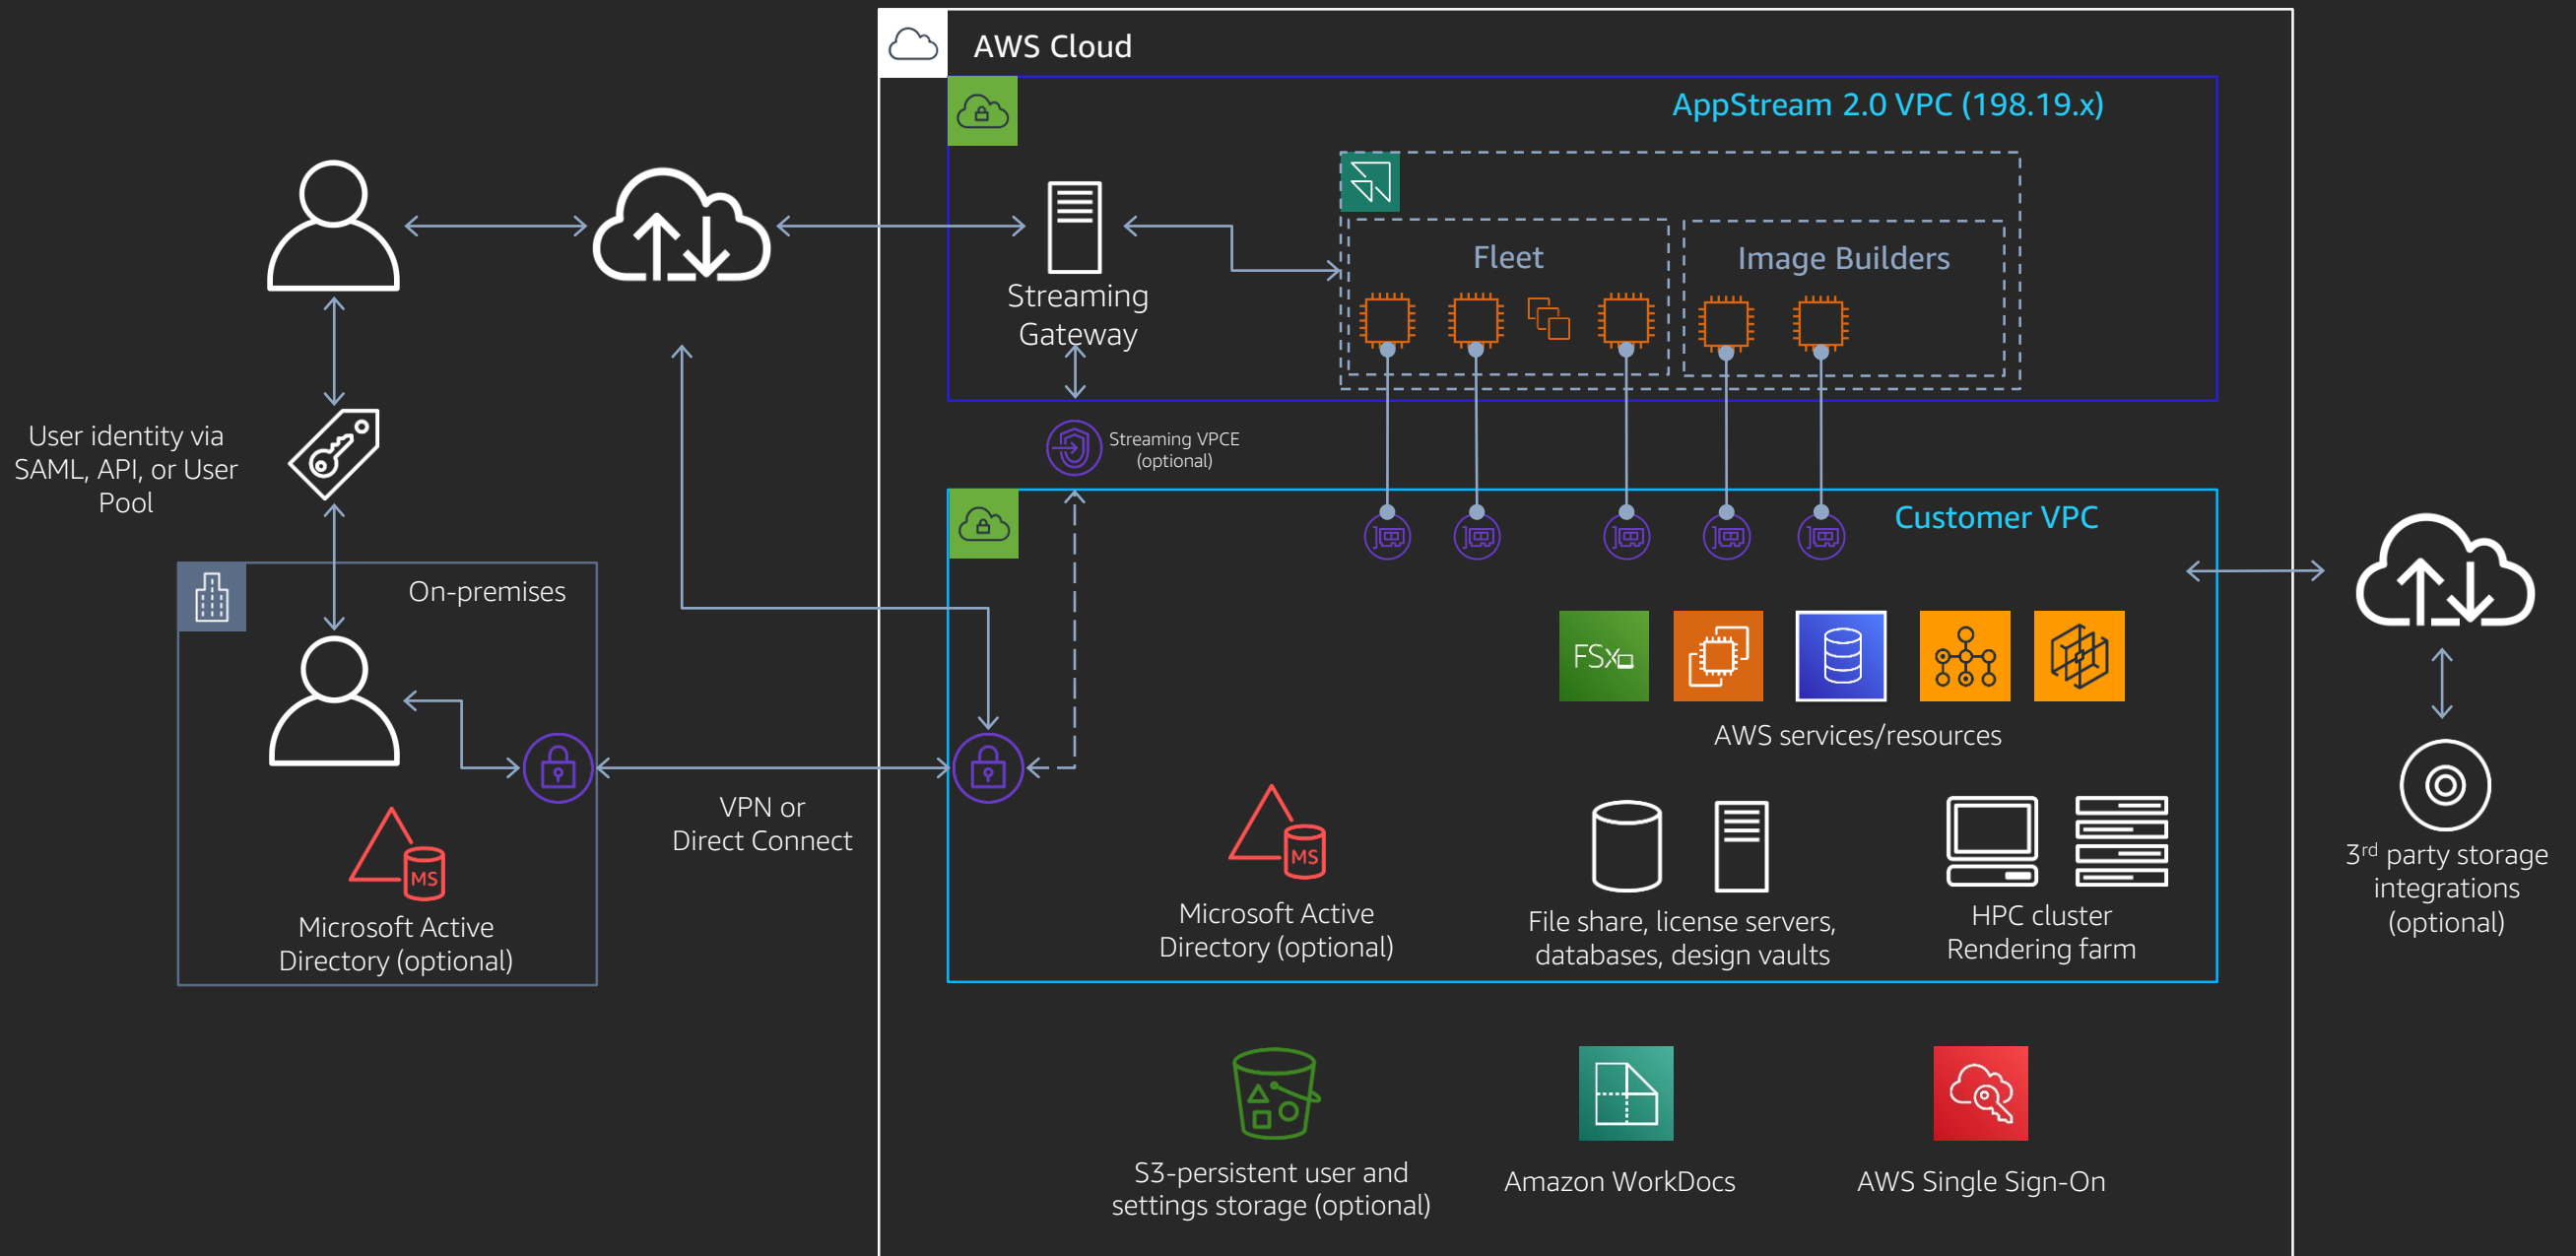 AWS Cloud
AppStream 2.0 VPC (198.19.x)
Streaming
Gateway
Fleet
Image Builders
Streaming VPCE
(optional)
User identity via
SAML, API, or User
Pool
Customer VPC
On-premises
FSx
AWS services/resources
VPN or
Direct Connect
MS
Microsoft Active
Directory (optional)
MS
Microsoft Active
Directory (optional)
File share, license servers,
databases, design vaults
HPC cluster
Rendering farm
3rd party storage
integrations
(optional)
S3-persistent user and
settings storage (optional)
Amazon WorkDocs
AWS Single Sign-On